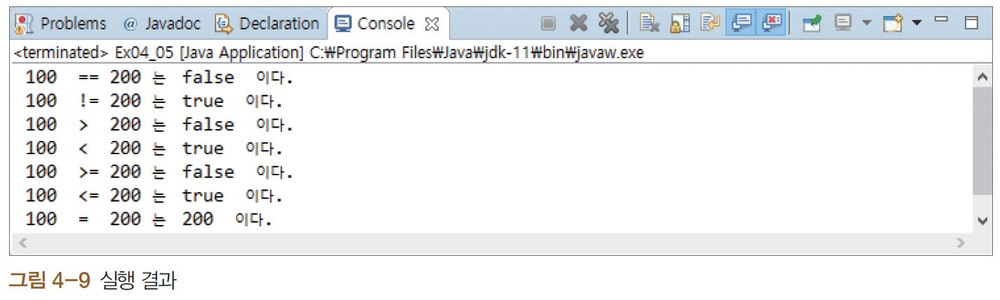 Problems @ Javadoc Declaration Console
<terminated> Ex04_05 [Java Application] C:₩Program Files₩Java₩jdk-11₩bin₩javaw.exe
100  == 200 는  false  이다.
100  != 200 는  true  이다.
100  >  200 는  false  이다.
100  <  200 는  true  이다.
100  >= 200 는  false  이다.
100  <= 200 는  true  이다.
100  =  200 는  200  이다.
그림 4-9 실행 결과